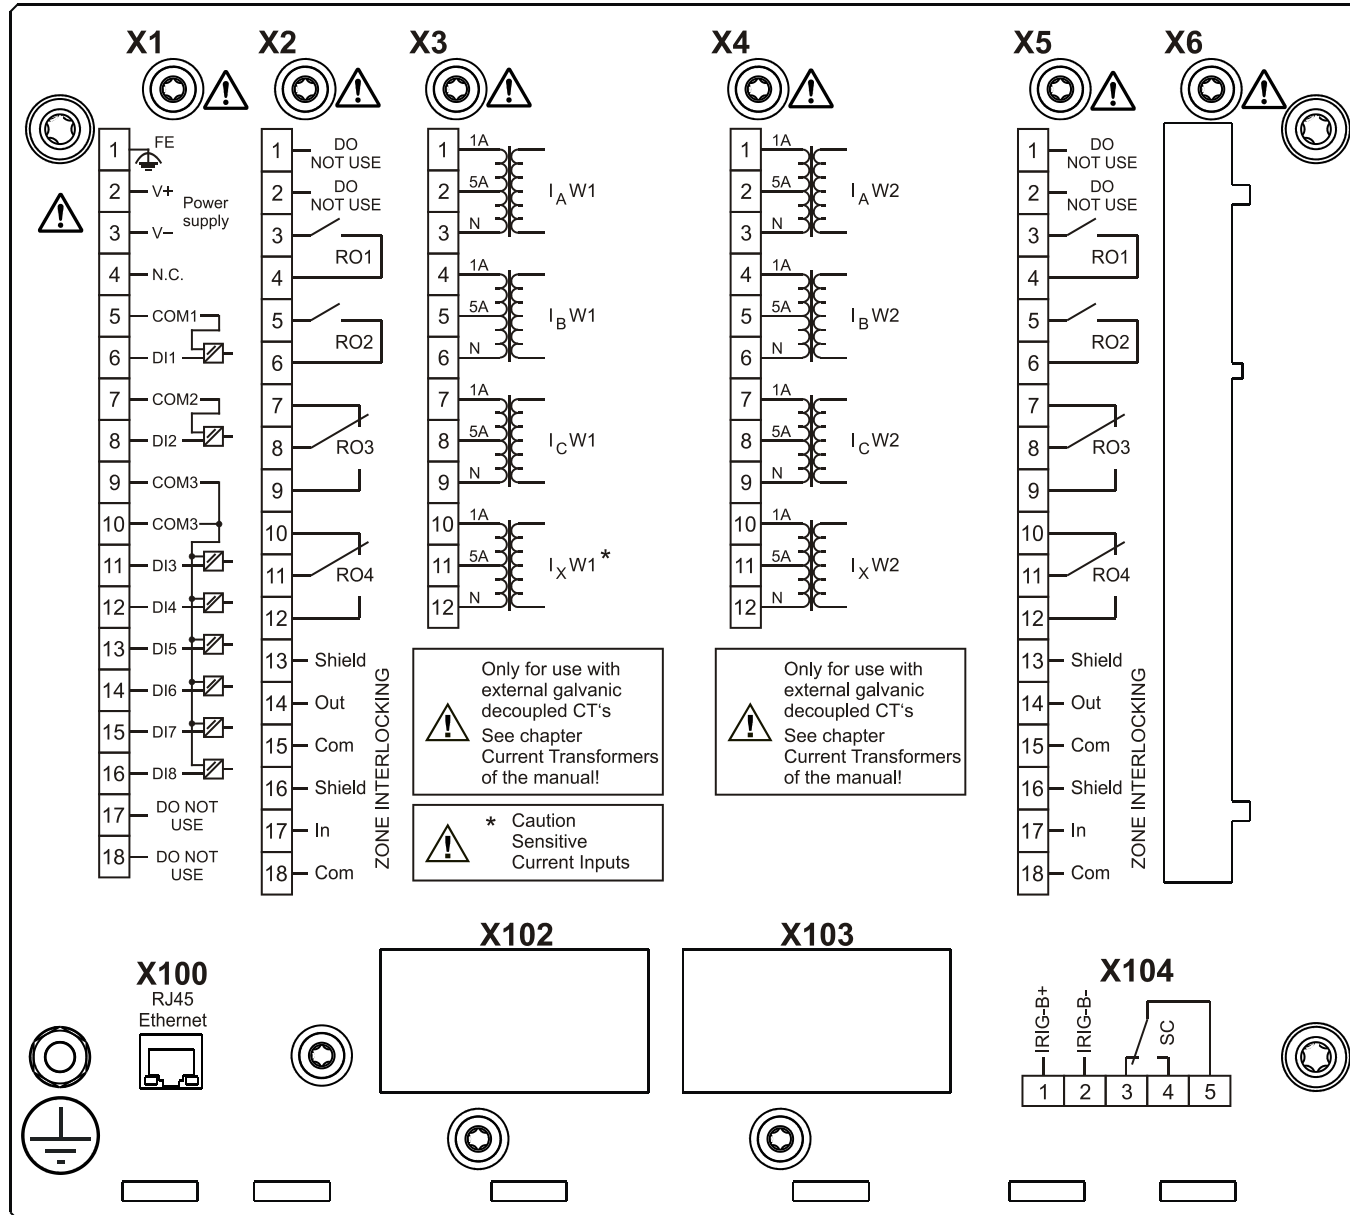 X1
X2
X3
X4
X5
X6
1 FE
2 V+
Power
supply
3 V–
4 N.C.
5 COM1
6 DI1
7 COM2
8 DI2
9 COM3
10 COM3
11 DI3
12 DI4
13 DI5
14 DI6
15 DI7
16 DI8
17 DO NOT
USE
18 DO NOT
USE
1 DO
NOT USE
2 DO
NOT USE
3
RO1
4
5
RO2
6
7
8 RO3
9
10
11 RO4
12
13 Shield
14 Out
15 Com
16 Shield
17 In
18 Com
ZONE INTERLOCKING
1 1A
2 5A IA W1
3 N
4 1A
5 5A IB W1
6 N
7 1A
8 5A IC W1
9 N
10 1A
11 5A IX W1 *
12 N
Only for use with
external galvanic
decoupled CT's
See chapter
Current Transformers
of the manual!
* Caution
Sensitive
Current Inputs
1 1A
2 5A IA W2
3 N
4 1A
5 5A IB W2
6 N
7 1A
8 5A IC W2
9 N
10 1A
11 5A IX W2
12 N
Only for use with
external galvanic
decoupled CT's
See chapter
Current Transformers
of the manual!
1 DO
NOT USE
2 DO
NOT USE
3
RO1
4
5
RO2
6
7
8 RO3
9
10
11 RO4
12
13 Shield
14 Out
15 Com
16 Shield
17 In
18 Com
ZONE INTERLOCKING
X100
RJ45
Ethernet
X102
X103
X104
IRIG-B+
IRIG-B-
SC
1 2 3 4 5